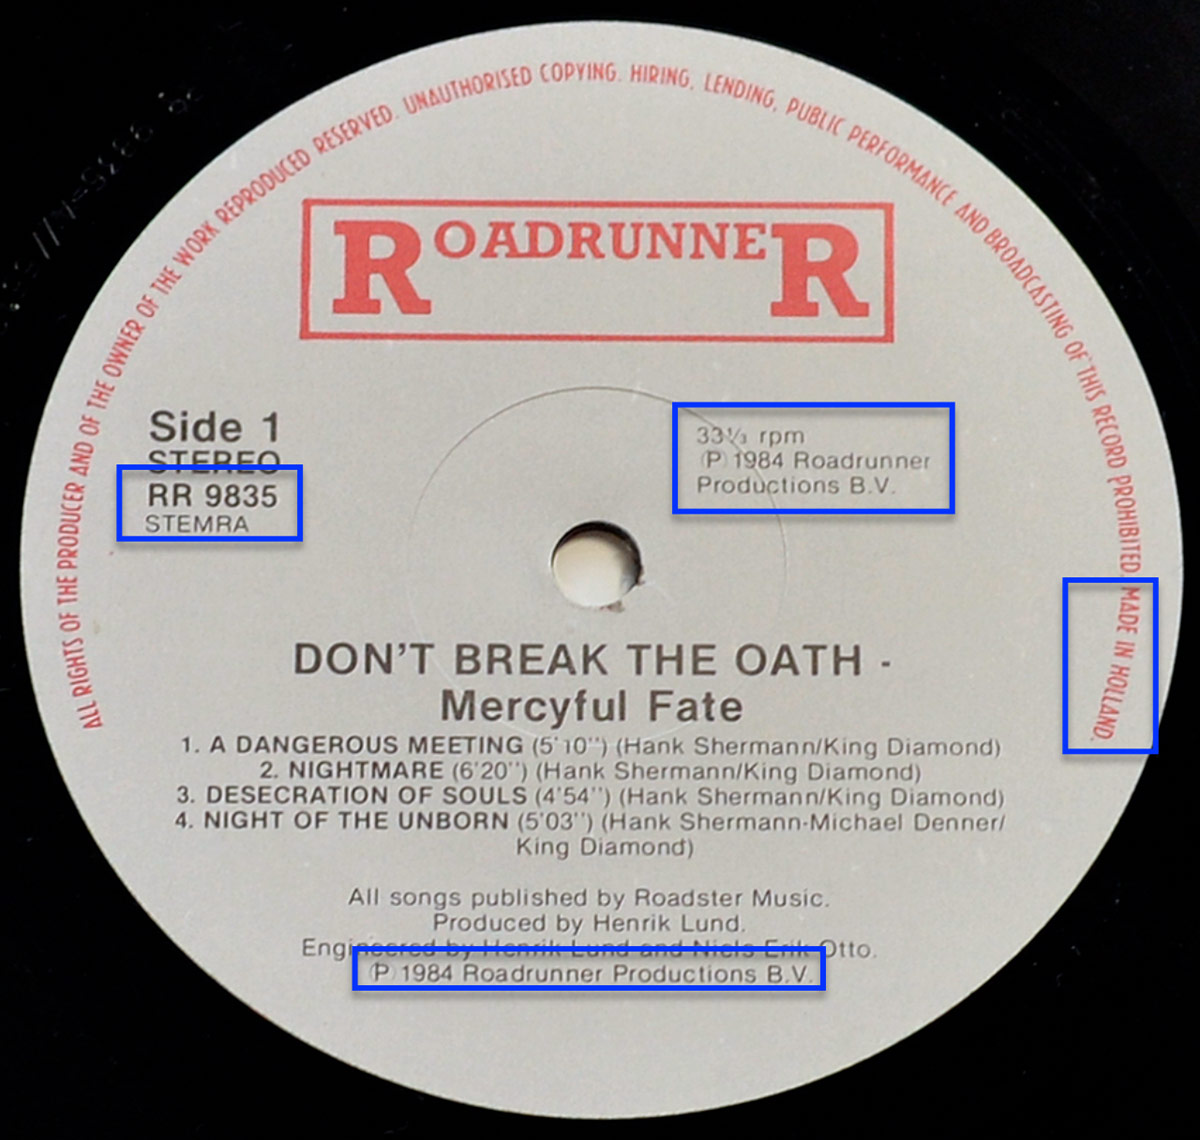 ALL RIGHTS OF THE PRODUCER AND OF THE OWNER OF THE WORK REPRODUCED RESERVED. UNAUTHORISED COPYING. HIRING, LENDING, PUBLIC PERFORMANCE AND BROADCASTING OF THIS RECORD PROHIBITED. MADE IN HOLLAND.
ROADRUNNER
Side 1
STEREO
RR 9835
STEMRA
33⅓ rpm
Ⓟ 1984 Roadrunner
Productions B.V.
DON'T BREAK THE OATH -
Mercyful Fate
1. A DANGEROUS MEETING (5'10'') (Hank Shermann/King Diamond)
2. NIGHTMARE (6'20'') (Hank Shermann/King Diamond)
3. DESECRATION OF SOULS (4'54'') (Hank Shermann/King Diamond)
4. NIGHT OF THE UNBORN (5'03'') (Hank Shermann-Michael Denner/
King Diamond)
All songs published by Roadster Music.
Produced by Henrik Lund.
Engineered by Henrik Lund and Niels Erik Otto.
Ⓟ 1984 Roadrunner Productions B.V.